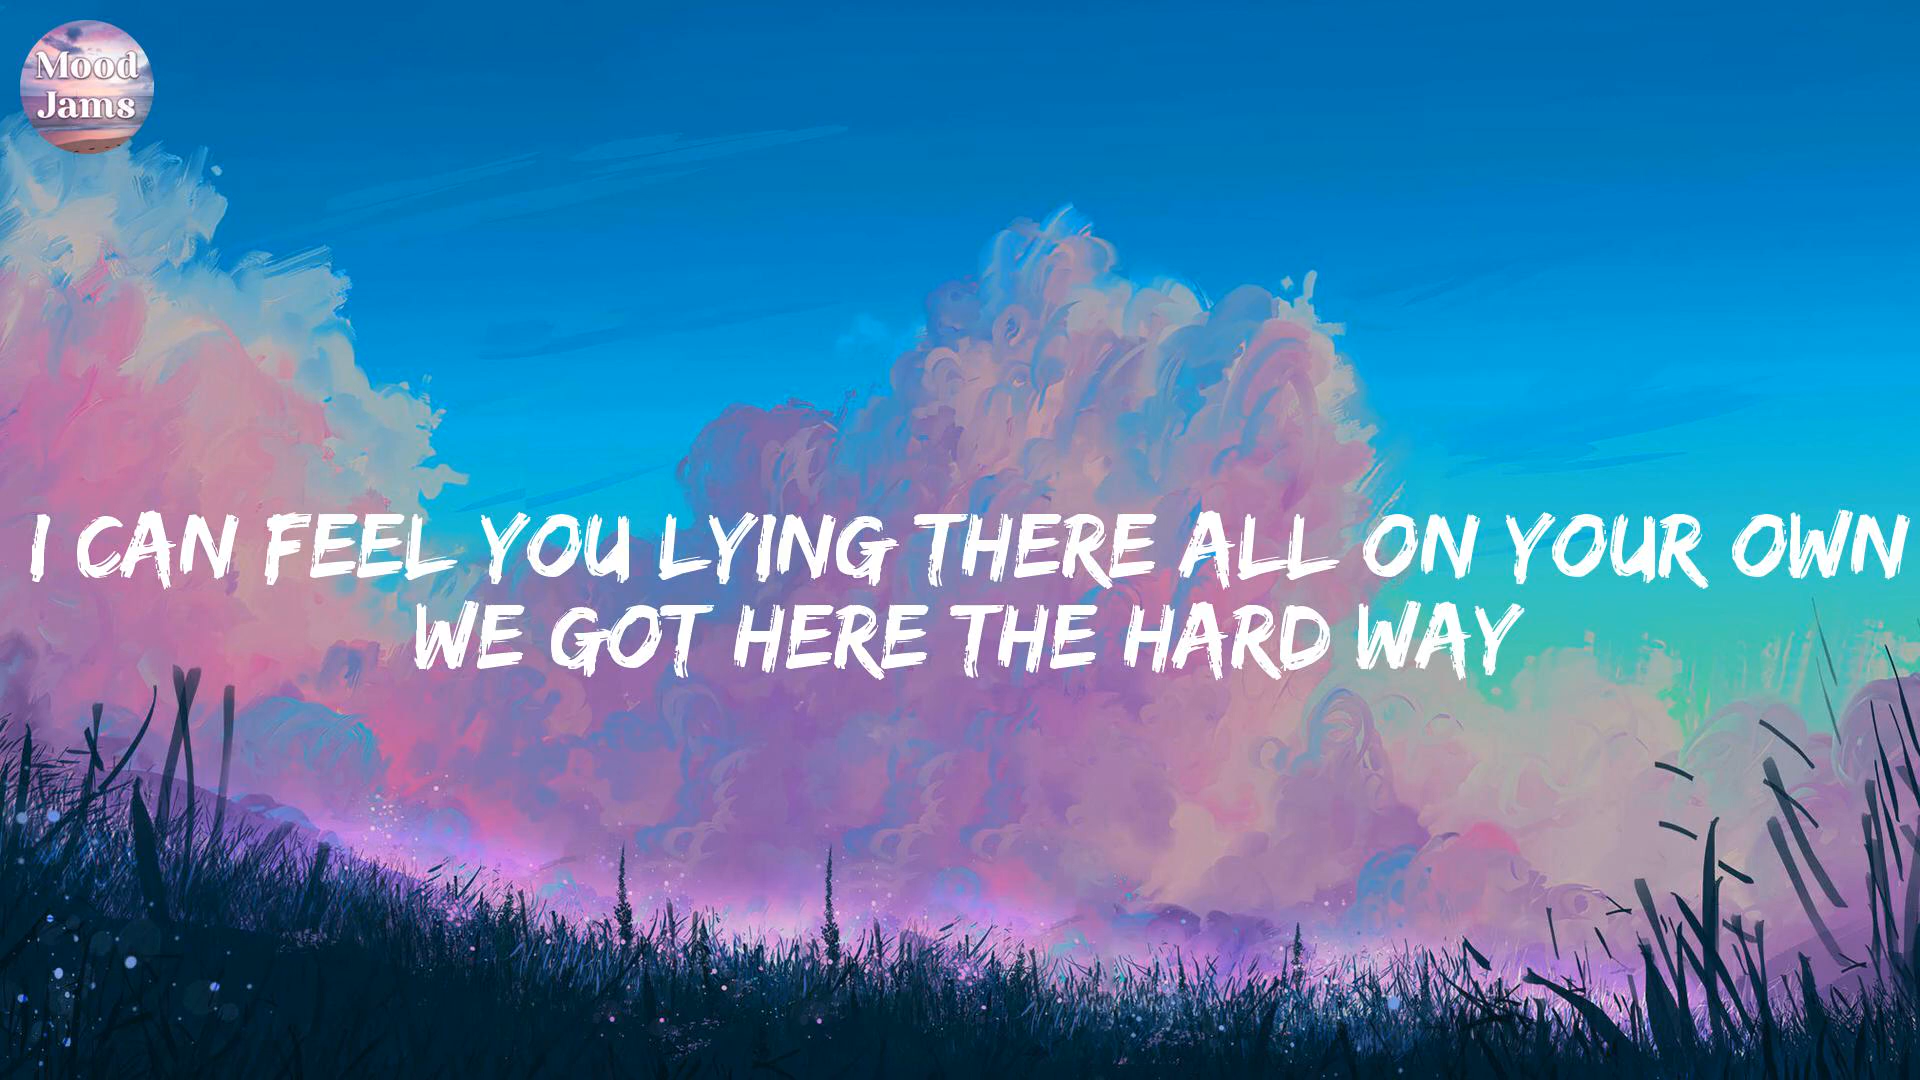 Mood
Jams
I CAN FEEL YOU LYING THERE ALL ON YOUR OWN
WE GOT HERE THE HARD WAY